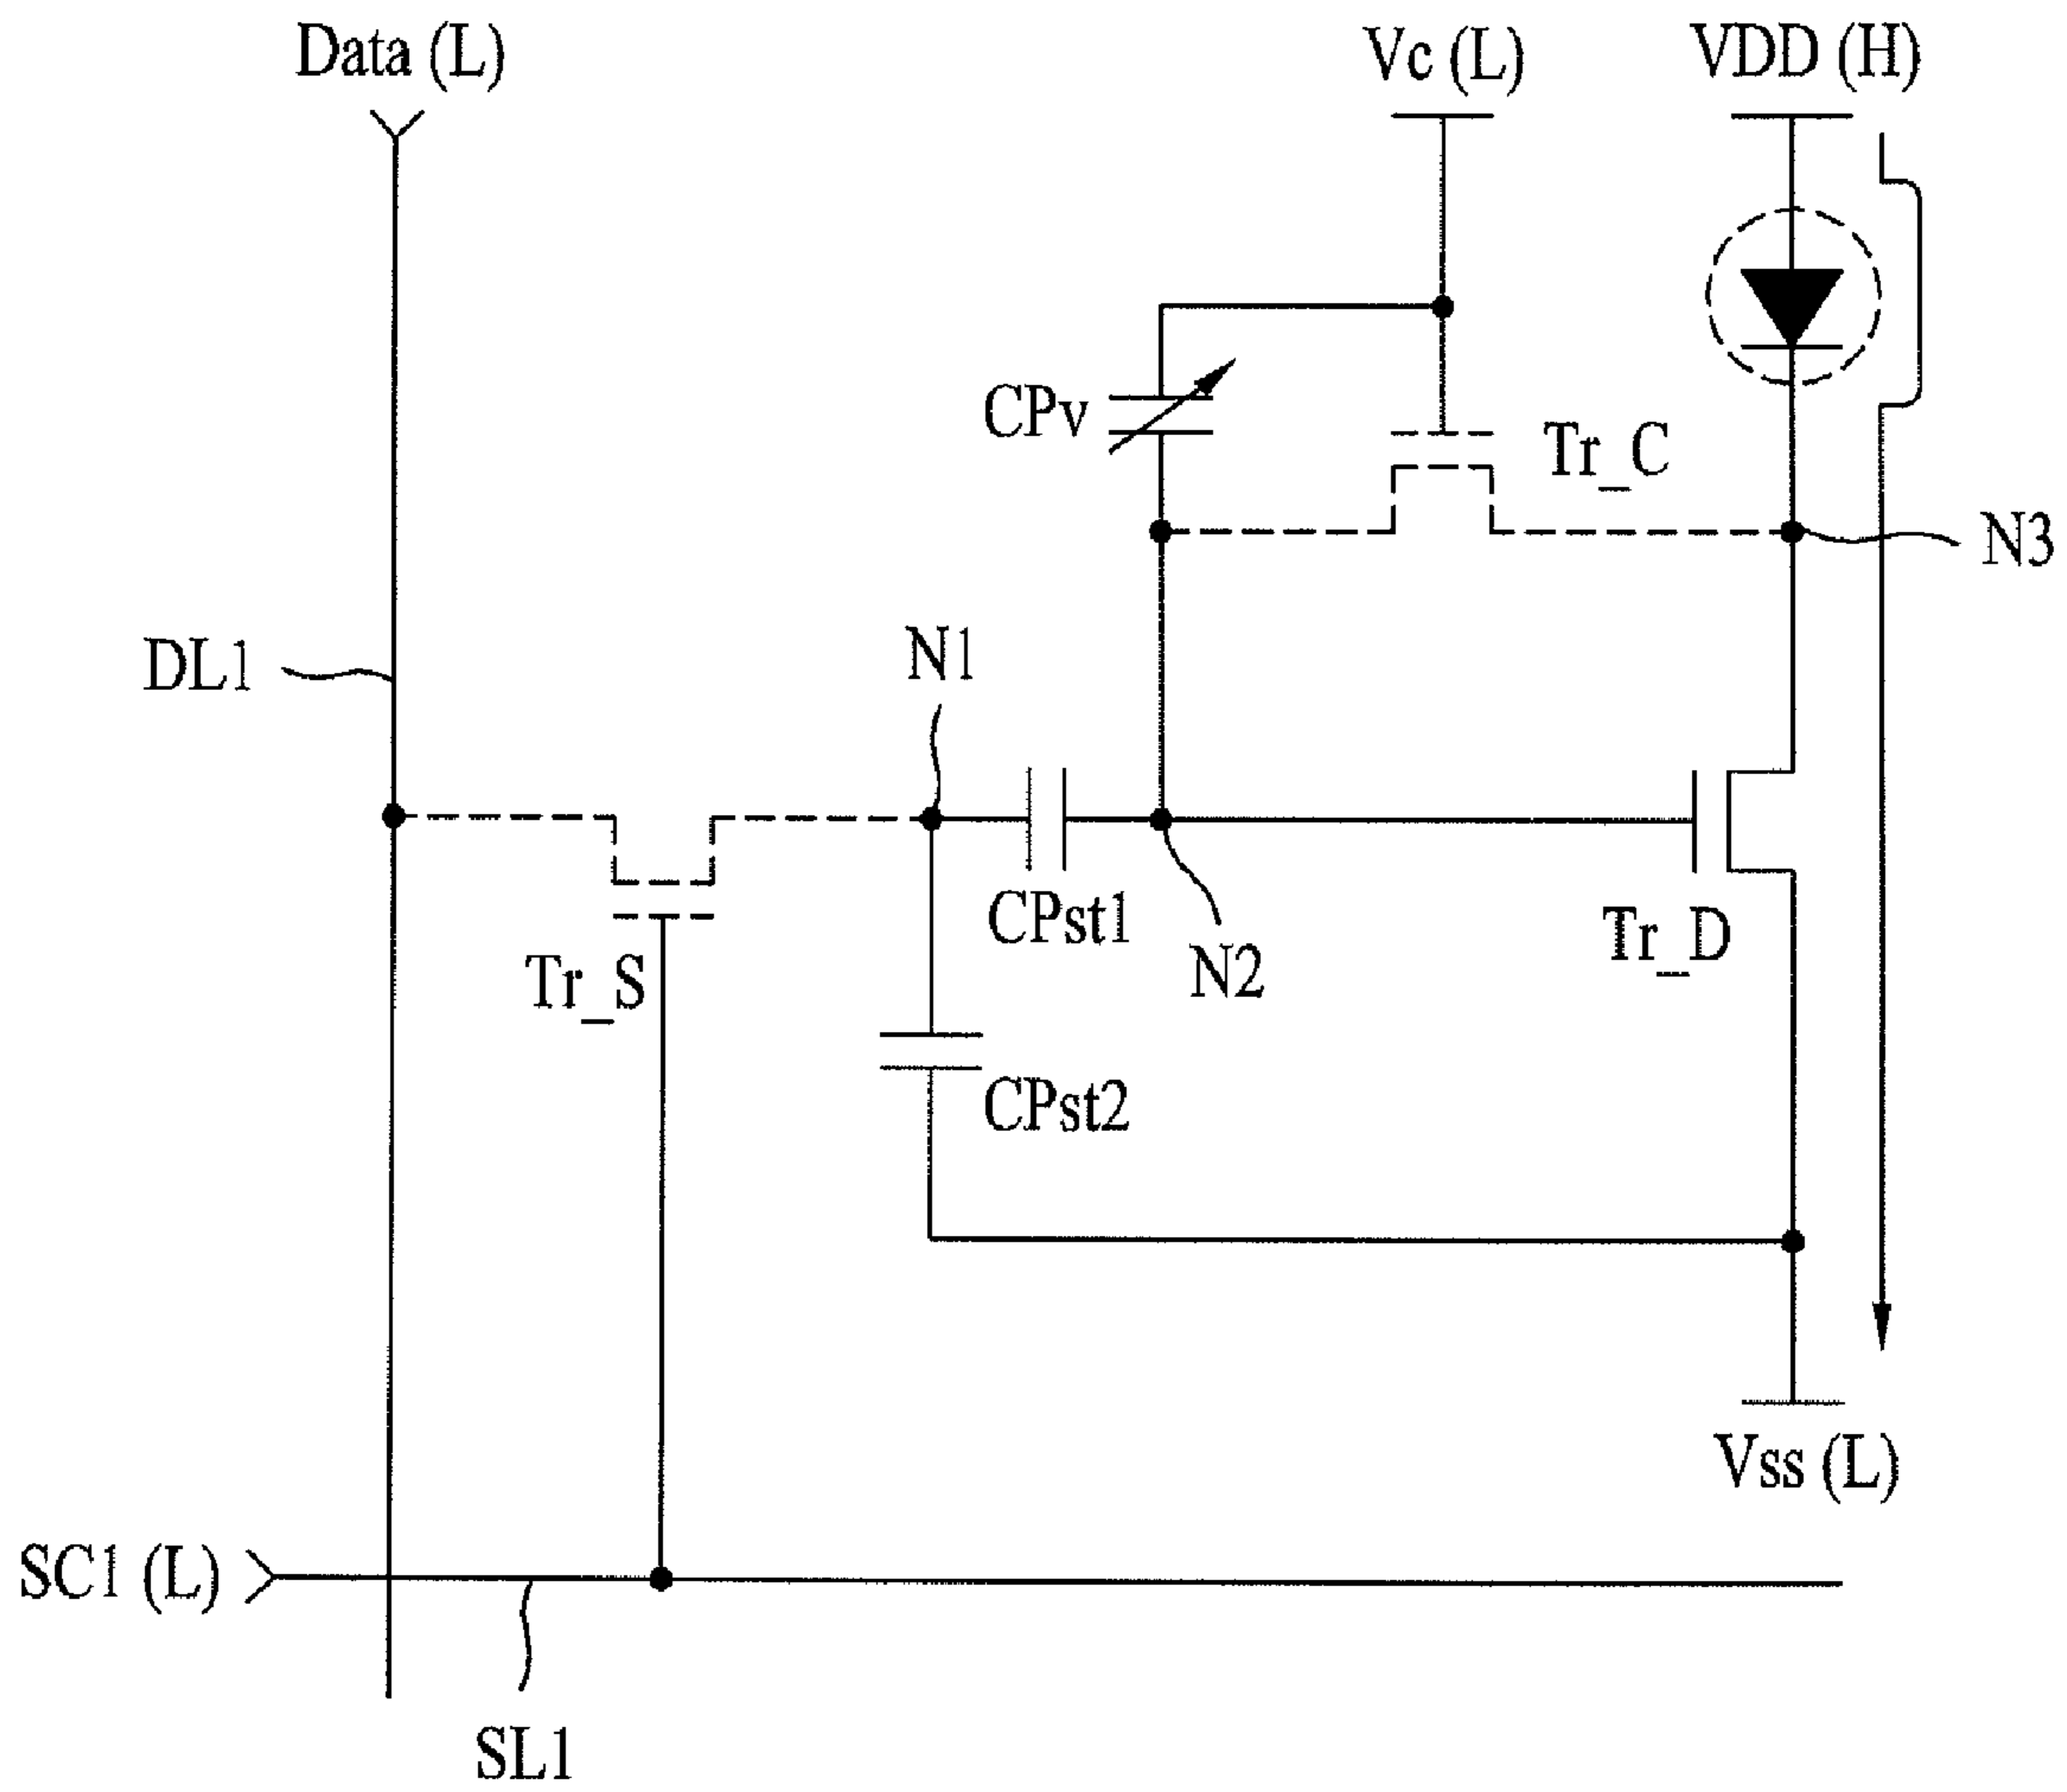 Data (L)
Vc (L)
VDD (H)
CPv
Tr_C
N3
DL1
N1
CPst1
N2
Tr_D
Tr_S
CPst2
Vss (L)
SC1 (L)
SL1